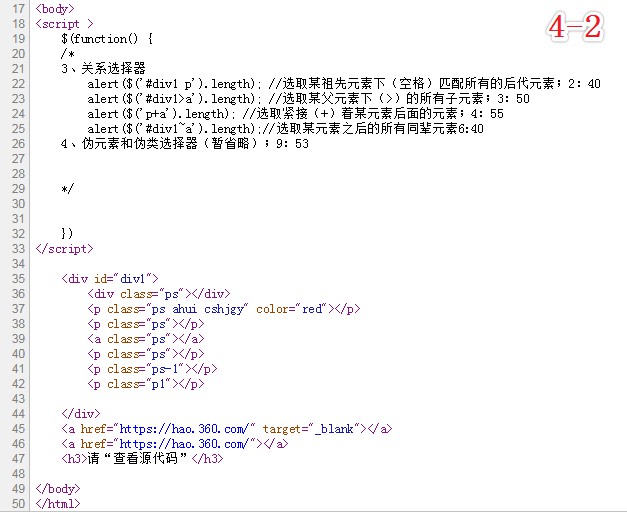 4-2
17 <body>
18 <script >
19 $(function() {
20 /*
21 3、关系选择器
22 alert($('#div1 p').length); //选取某祖先元素下（空格）匹配所有的后代元素；2：40
23 alert($('#div1>a').length); //选取某父元素下（>）的所有子元素；3：50
24 alert($('p+a').length); //选取紧接（+）着某元素后面的元素；4：55
25 alert($('#div1~a').length);//选取某元素之后的所有同辈元素6:40
26 4、伪元素和伪类选择器（暂省略）；9：53
27
28
29 */
30
31
32 })
33 </script>
34
35 <div id="div1">
36 <div class="ps"></div>
37 <p class="ps ahui cshjgy" color="red"></p>
38 <p class="ps"></p>
39 <a class="ps"></a>
40 <p class="ps"></p>
41 <p class="ps-1"></p>
42 <p class="p1"></p>
43
44 </div>
45 <a href="https://hao.360.com/" target="_blank"></a>
46 <a href="https://hao.360.com/"></a>
47 <h3>请“查看源代码”</h3>
48
49 </body>
50 </html>